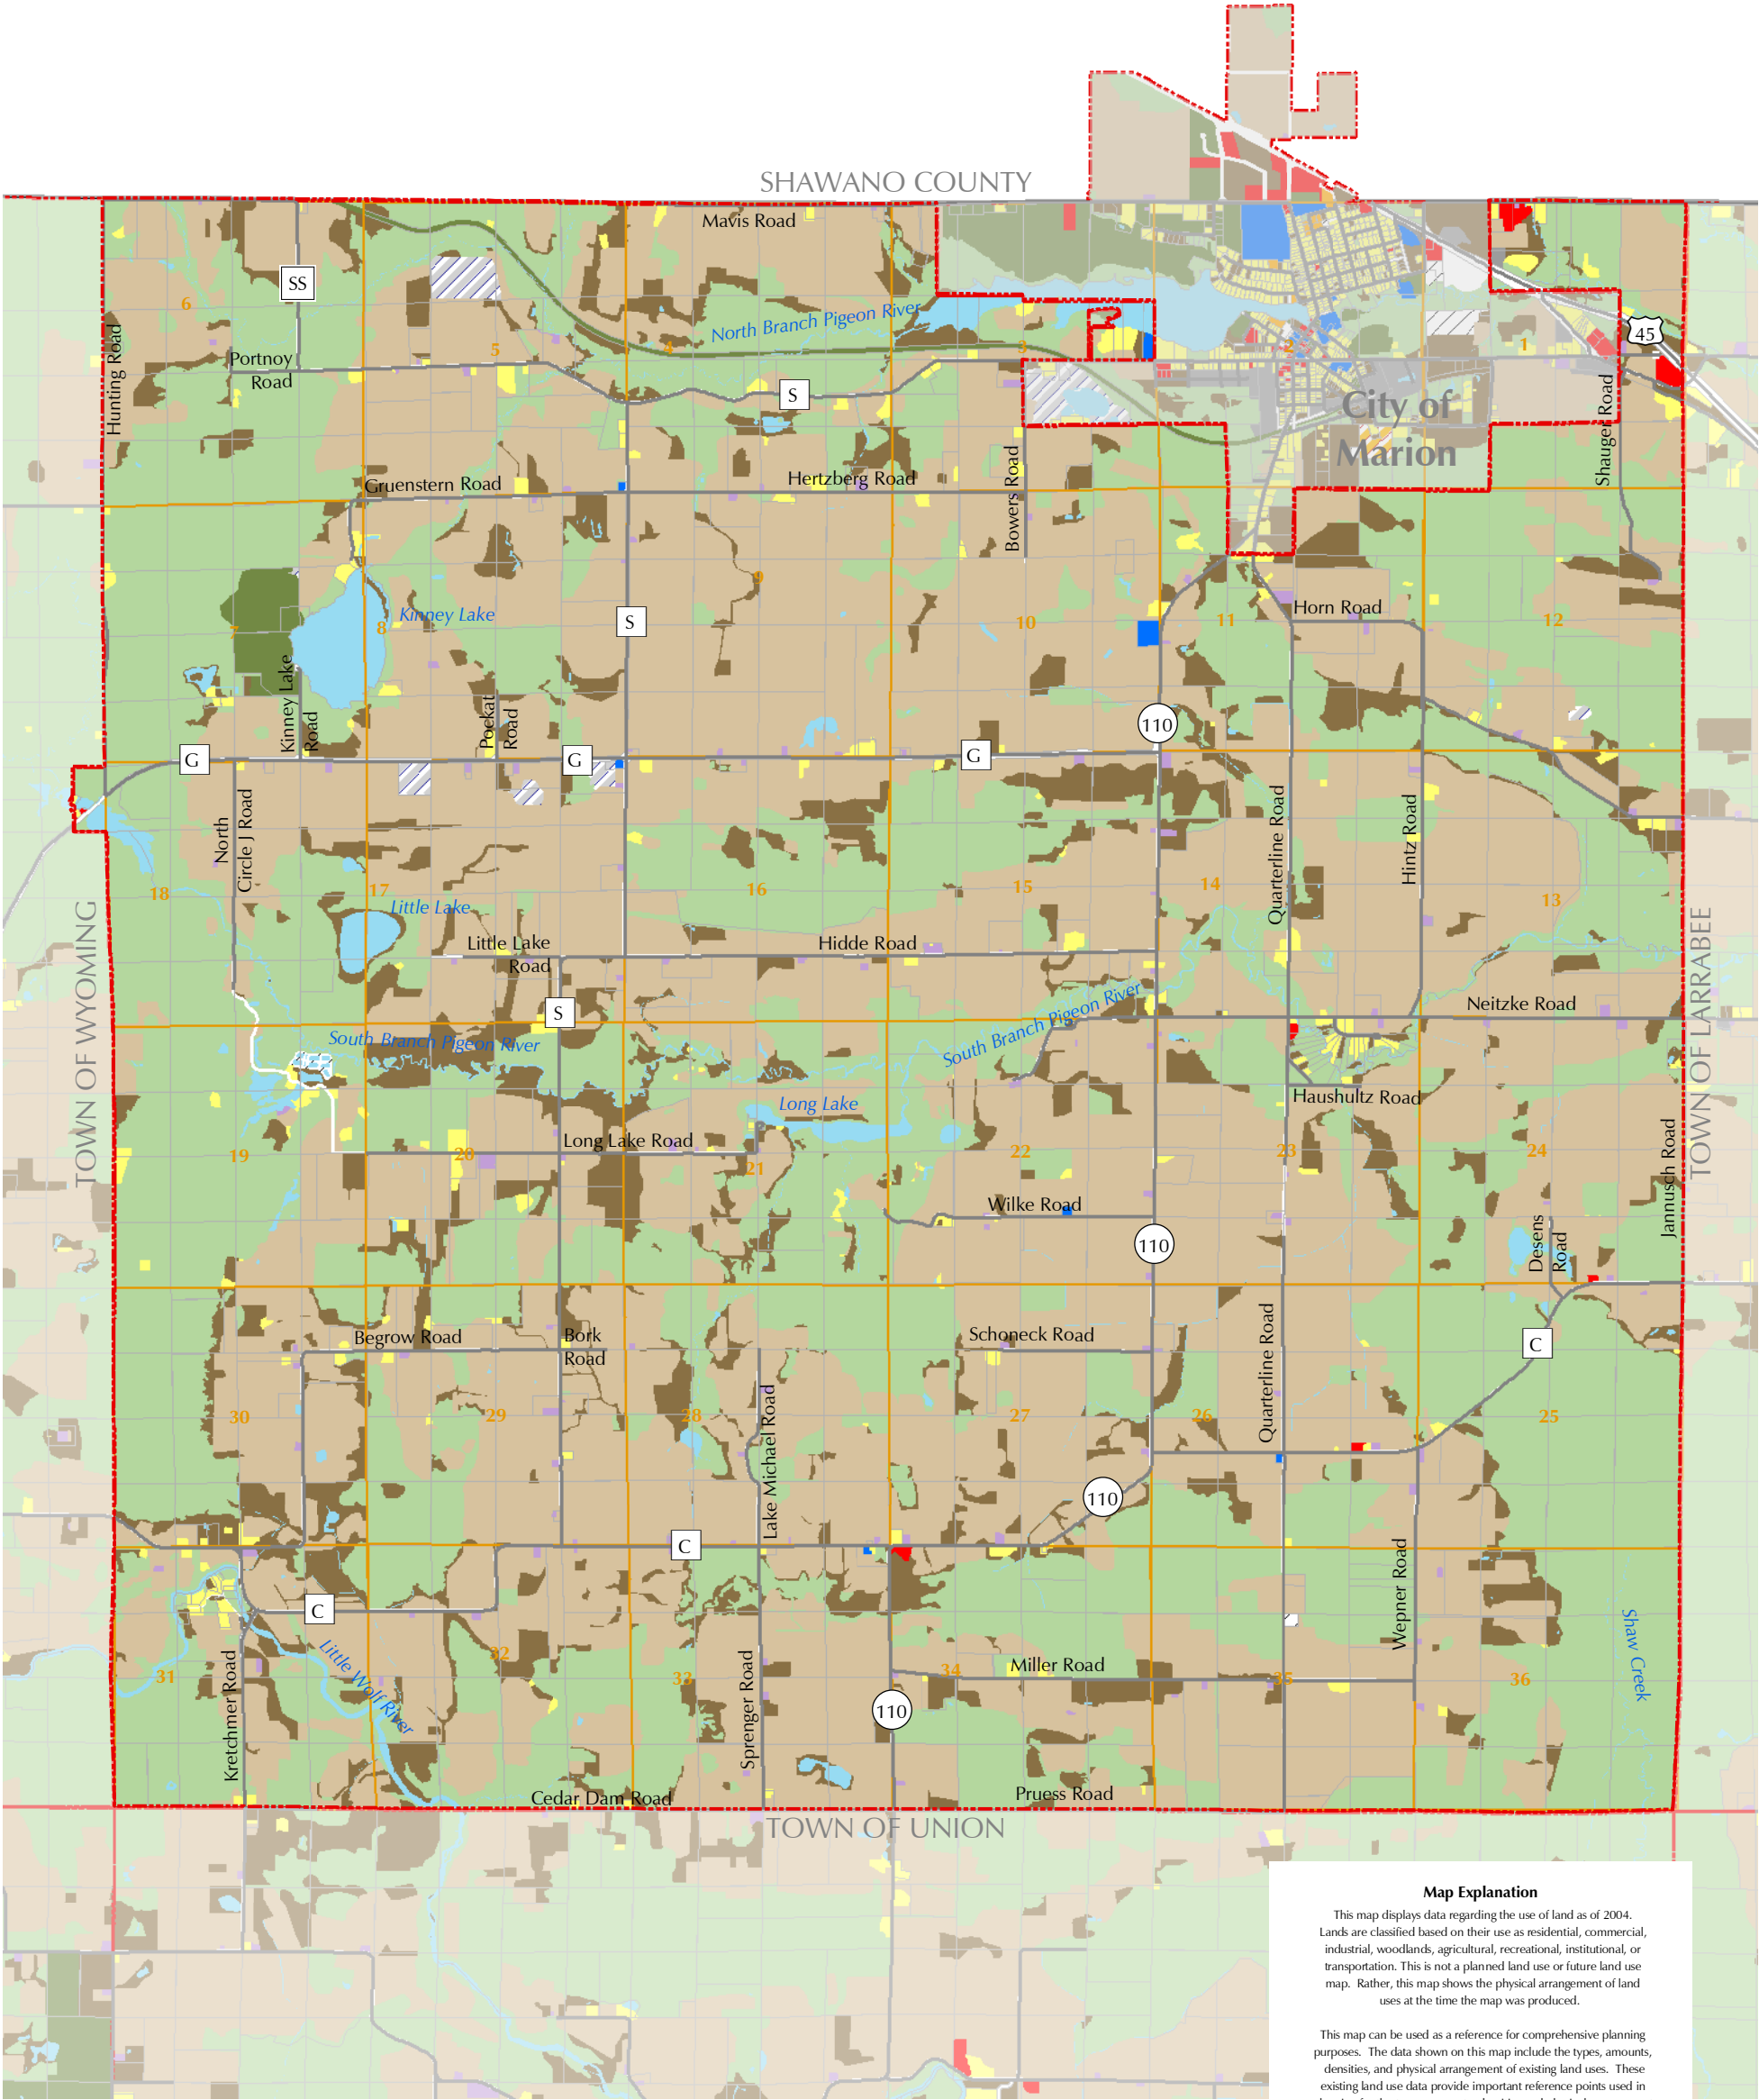 SHAWANO COUNTY
Mavis Road
SS
6
Hunting Road
North Branch Pigeon River
45
5
4
3
2
1
Portnoy
Road
S
City of
Marion
Shauger Road
Gruenstern Road
Hertzberg Road
Bowers Road
9
Kinney Lake
7
8
S
10
11
Horn Road
12
Kinney Lake
Road
Pockat
Road
110
G
G
G
North
Circle J Road
Quarterline Road
Hintz Road
18
17
16
15
14
13
Little Lake
Little Lake
Road
Hidde Road
TOWN OF WYOMING
TOWN OF LARRABEE
S
South Branch Pigeon River
South Branch Pigeon River
Neitzke Road
Long Lake
Haushultz Road
Long Lake Road
19
20
21
22
23
24
Jannusch Road
Wilke Road
110
Desens
Road
Begrow Road
Bork
Road
Schoneck Road
C
Quarterline Road
Lake Michael Road
30
29
28
27
26
25
110
C
C
Wepner Road
Little Wolf River
Shaw Creek
31
32
33
34
35
36
Miller Road
Kretchmer Road
Sprenger Road
110
Cedar Dam Road
Pruess Road
TOWN OF UNION
Map Explanation
This map displays data regarding the use of land as of 2004.
Lands are classified based on their use as residential, commercial,
industrial, woodlands, agricultural, recreational, institutional, or
transportation. This is not a planned land use or future land use
map. Rather, this map shows the physical arrangement of land
uses at the time the map was produced.
This map can be used as a reference for comprehensive planning
purposes. The data shown on this map include the types, amounts,
densities, and physical arrangement of existing land uses. These
existing land use data provide important reference points used in